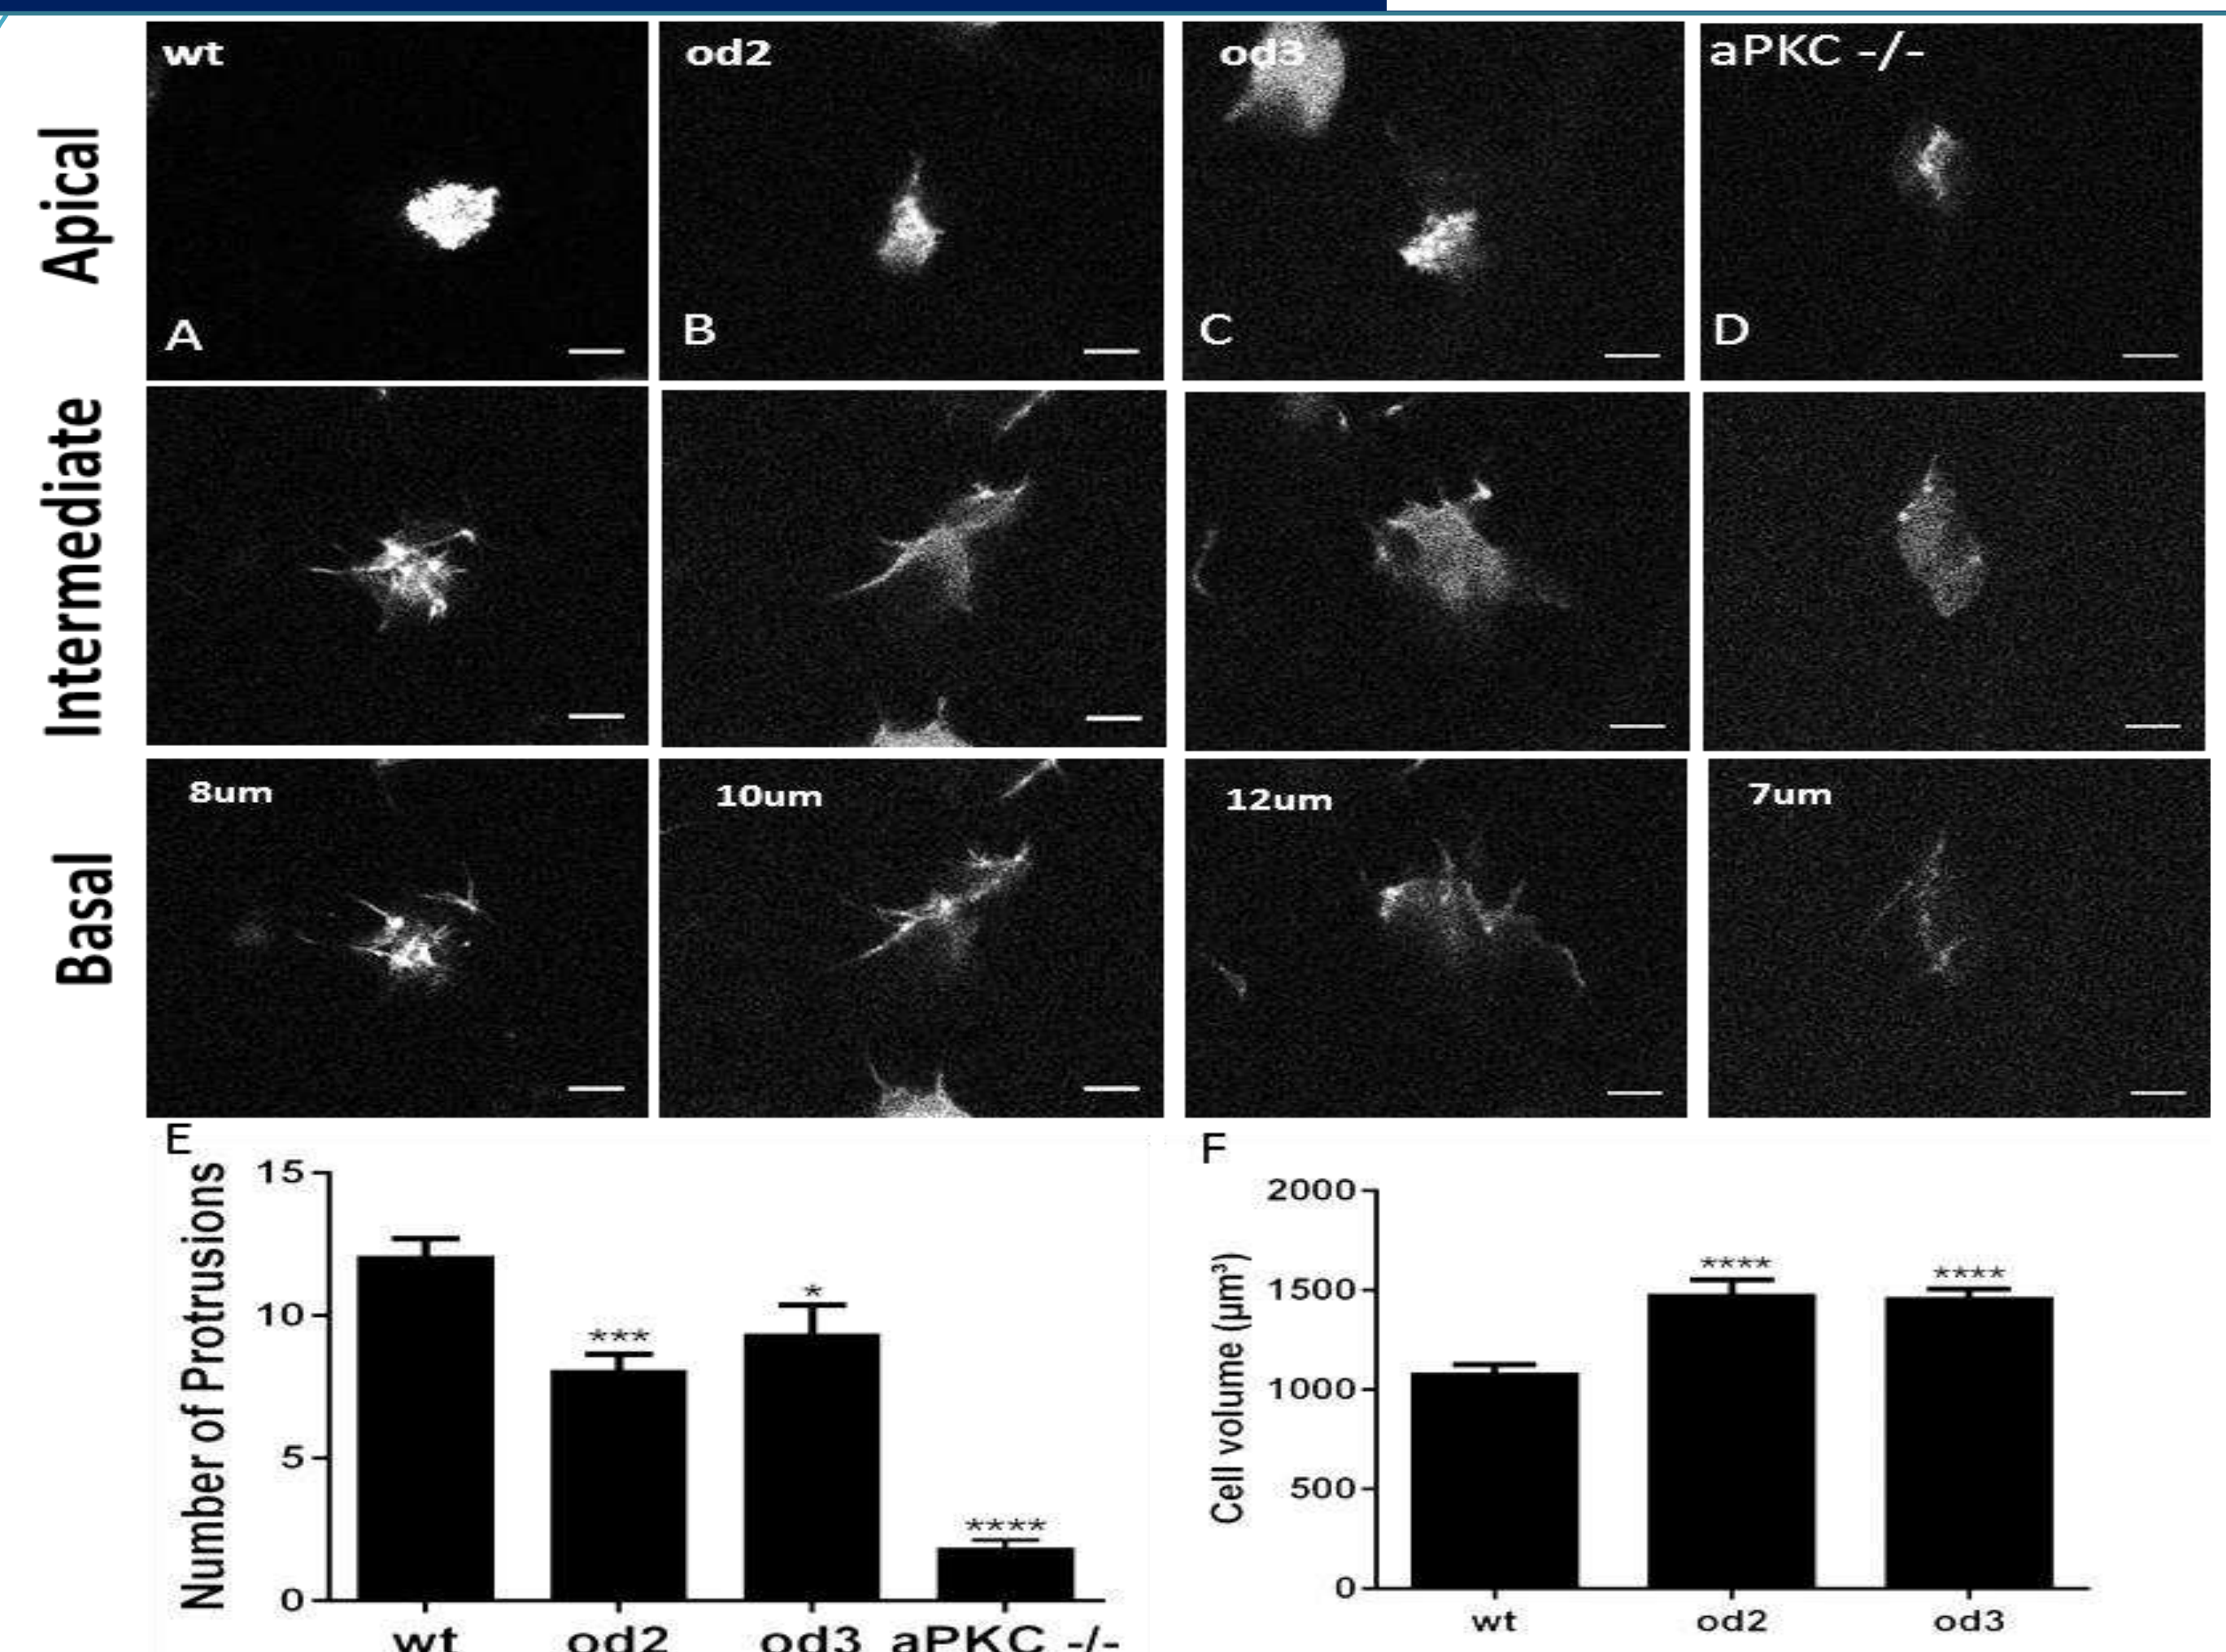 wt
od2
od3
aPKC -/-
Apical
A
B
C
D
Intermediate
Basal
8um
10um
12um
7um
E
Number of Protrusions
15
10
5
0
***
*
****
wt
od2
od3
aPKC -/-
F
Cell volume (µm³)
2000
1500
1000
500
0
****
****
wt
od2
od3